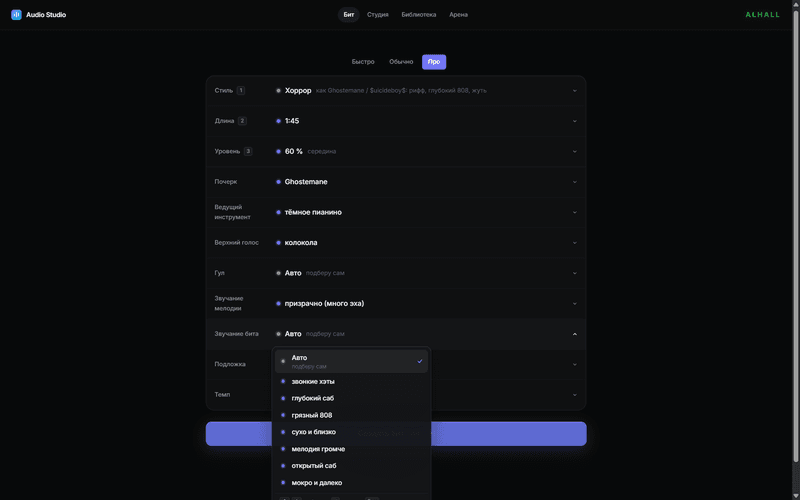 Audio Studio
Бит
Студия
Библиотека
Арена
ALHALL
Быстро
Обычно
Про
Стиль 1
Хоррор как Ghostemane / $uicideboy$: рифф, глубокий 808, жуть
Длина 2
1:45
Уровень 3
60 % середина
Почерк
Ghostemane
Ведущий
инструмент
тёмное пианино
Верхний голос
колокола
Гул
Авто подберу сам
Звучание
мелодии
призрачно (много эха)
Звучание бита
Авто подберу сам
Авто
подберу сам
Подложка
звонкие хэты
Темп
глубокий саб
грязный 808
сухо и близко
мелодия громче
открытый саб
мокро и далеко